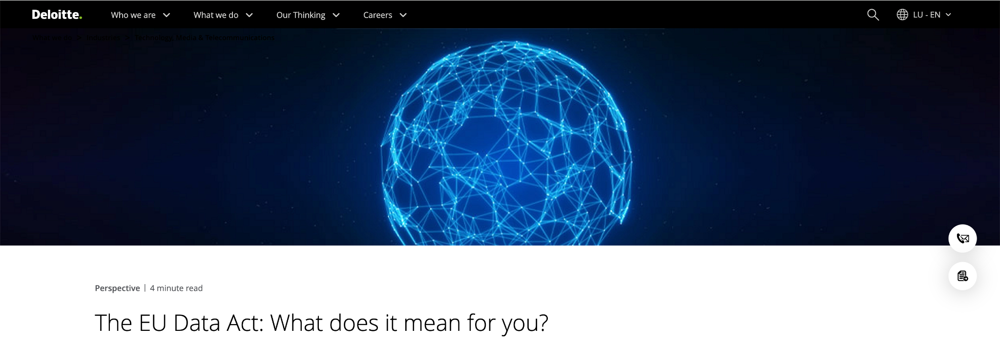 Deloitte. Who we are What we do Our Thinking Careers LU - EN
What we do > Industries > Technology, Media & Telecommunications
Perspective | 4 minute read
The EU Data Act: What does it mean for you?